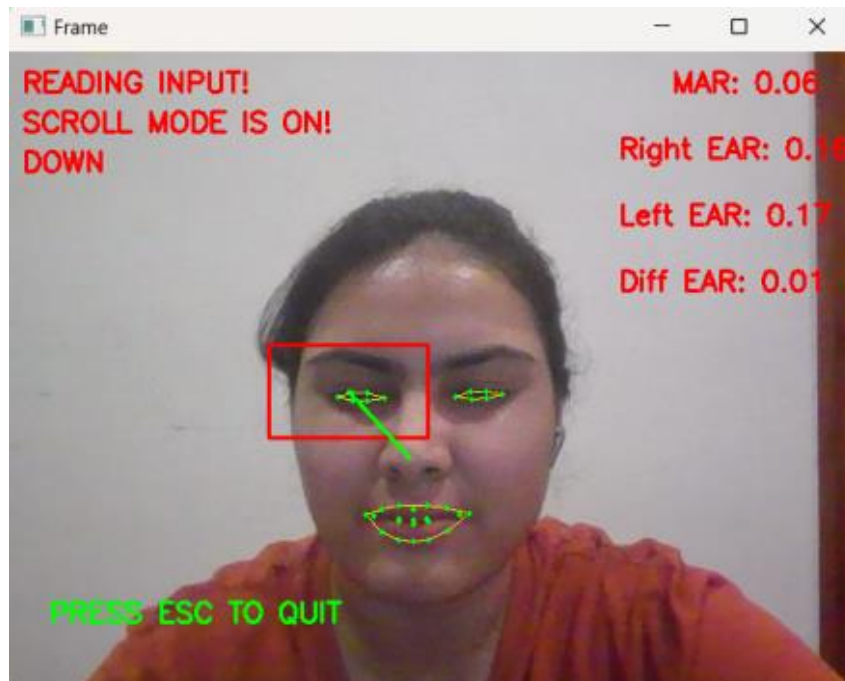 Frame
READING INPUT!
SCROLL MODE IS ON!
DOWN
MAR: 0.06
Right EAR: 0.16
Left EAR: 0.17
Diff EAR: 0.01
PRESS ESC TO QUIT